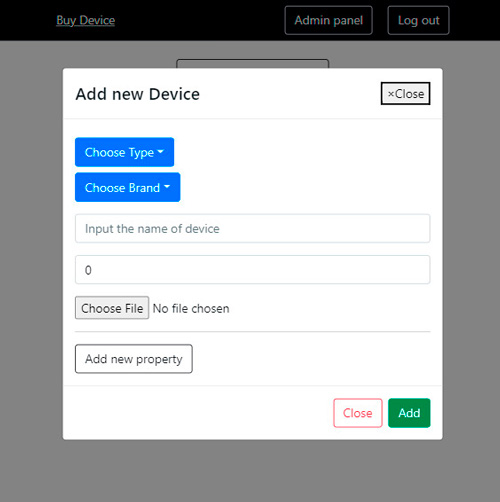 Buy Device
Admin panel
Log out
Add new Device
×Close
Choose Type
Choose Brand
Input the name of device
0
Choose File No file chosen
Add new property
Close
Add